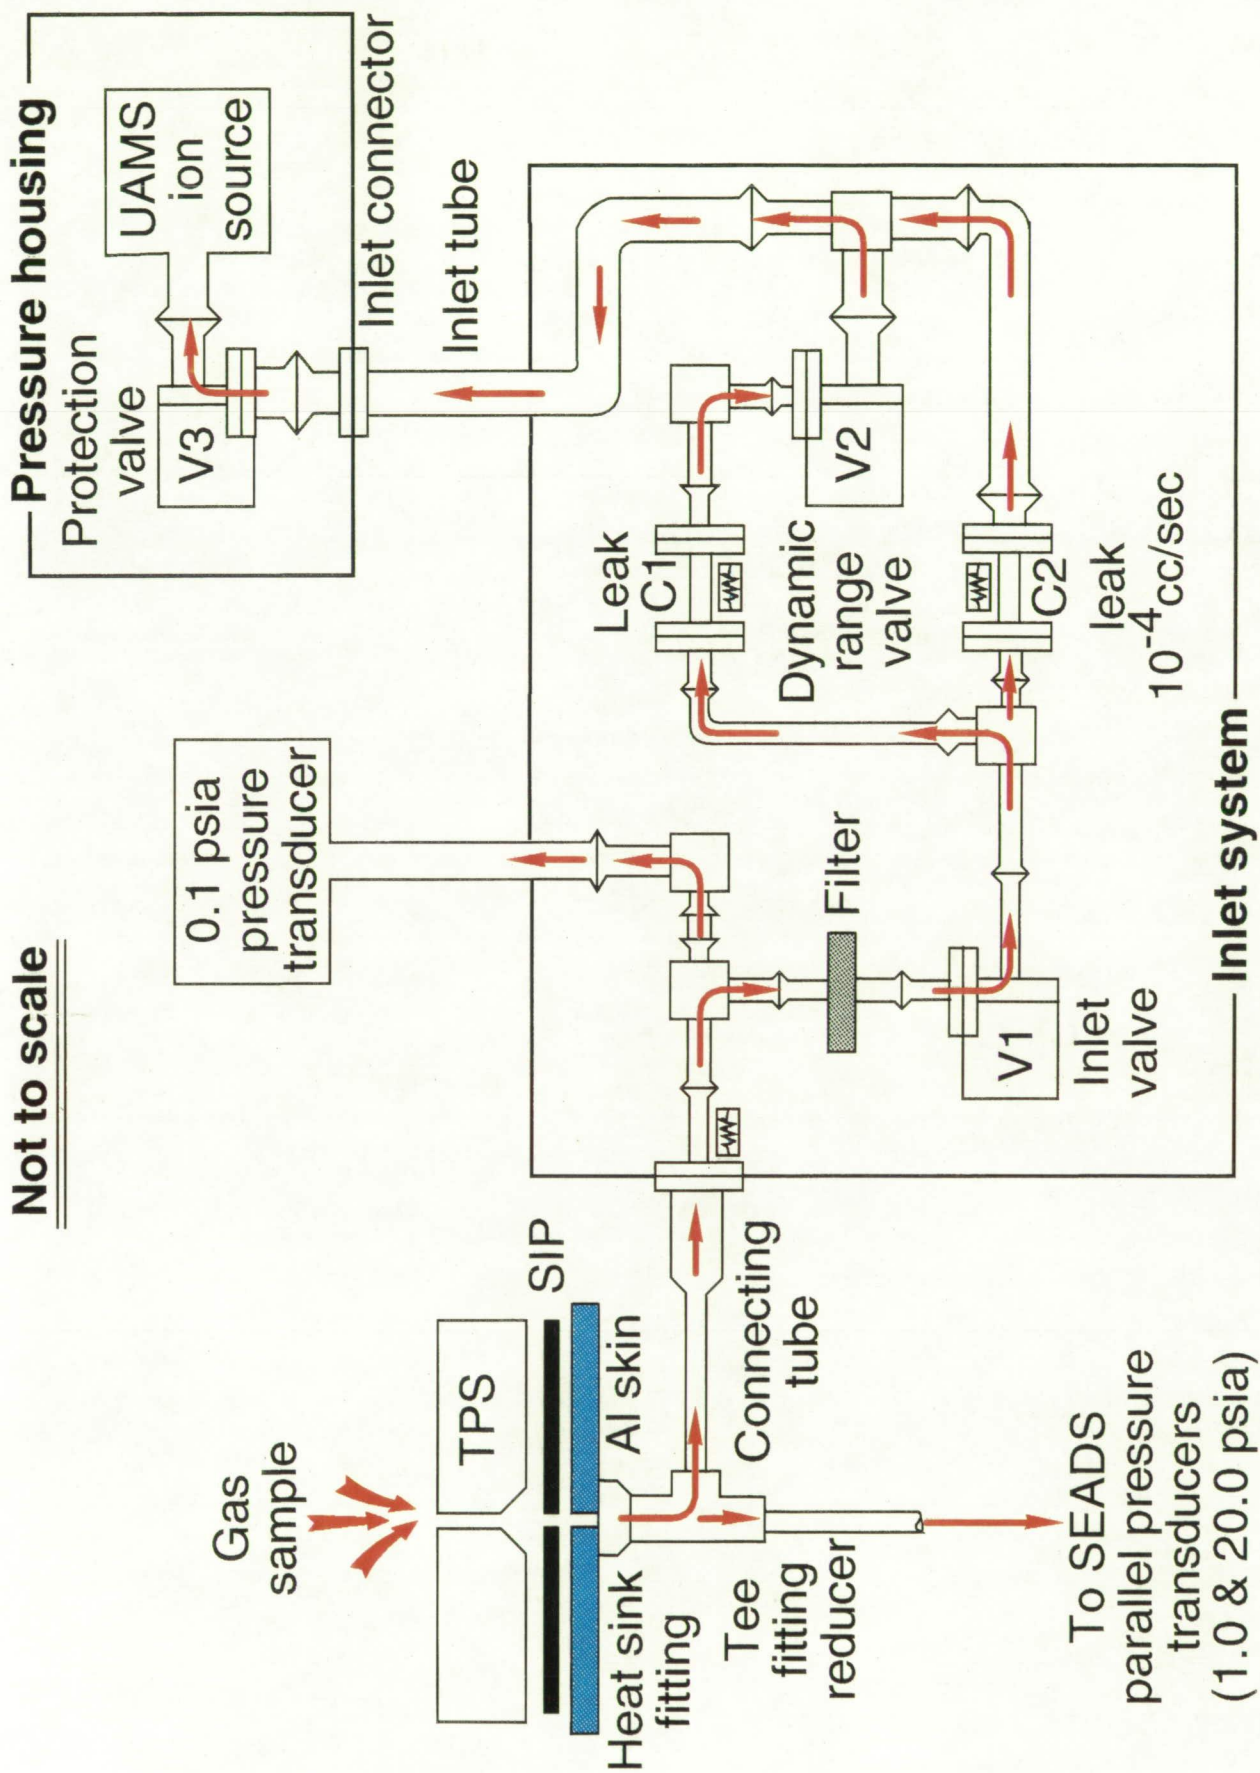 Not to scale
Pressure housing
Protection
valve
V3
UAMS
ion
source
Inlet connector
Inlet tube
0.1 psia
pressure
transducer
Gas
sample
TPS
SIP
Al skin
Heat sink
fitting
Tee
fitting
reducer
Connecting
tube
To SEADS
parallel pressure
transducers
(1.0 & 20.0 psia)
Filter
V1
Inlet
valve
Leak
C1
Dynamic
range
valve
V2
C2
leak
10⁻⁴cc/sec
Inlet system